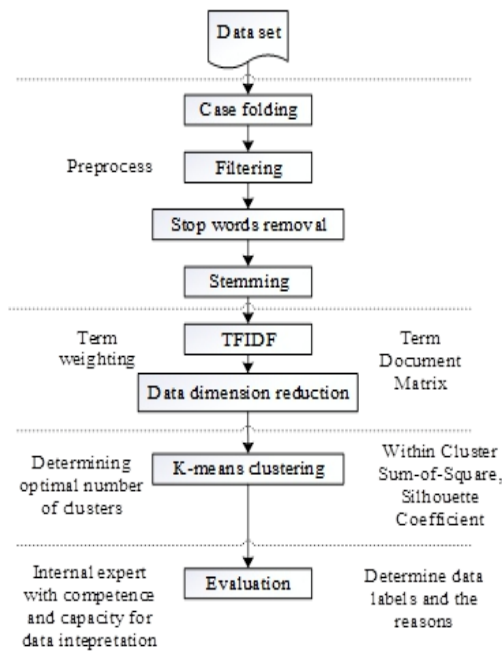 Data set
Case folding
Preprocess
Filtering
Stop words removal
Stemming
Term
weighting
TFIDF
Term
Document
Matrix
Data dimension reduction
Determining
optimal number
of clusters
K-means clustering
Within Cluster
Sum-of-Square,
Silhouette
Coefficient
Internal expert
with competence
and capacity for
data intepretation
Evaluation
Determine data
labels and the
reasons